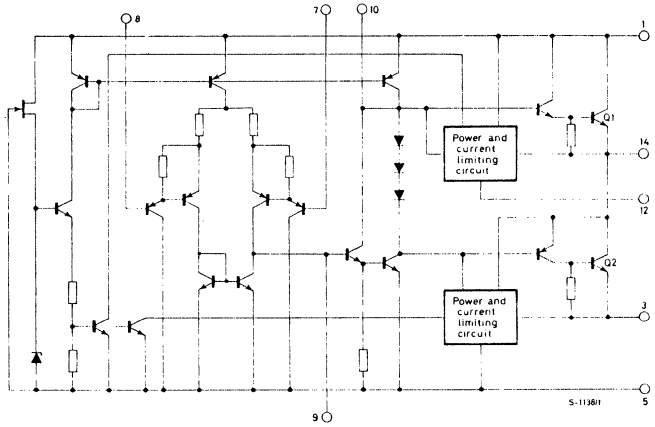 8
7
10
1
Q1
Power and
current
limiting
circuit
14
12
Q2
Power and
current
limiting
circuit
3
S-1138/1
5
9